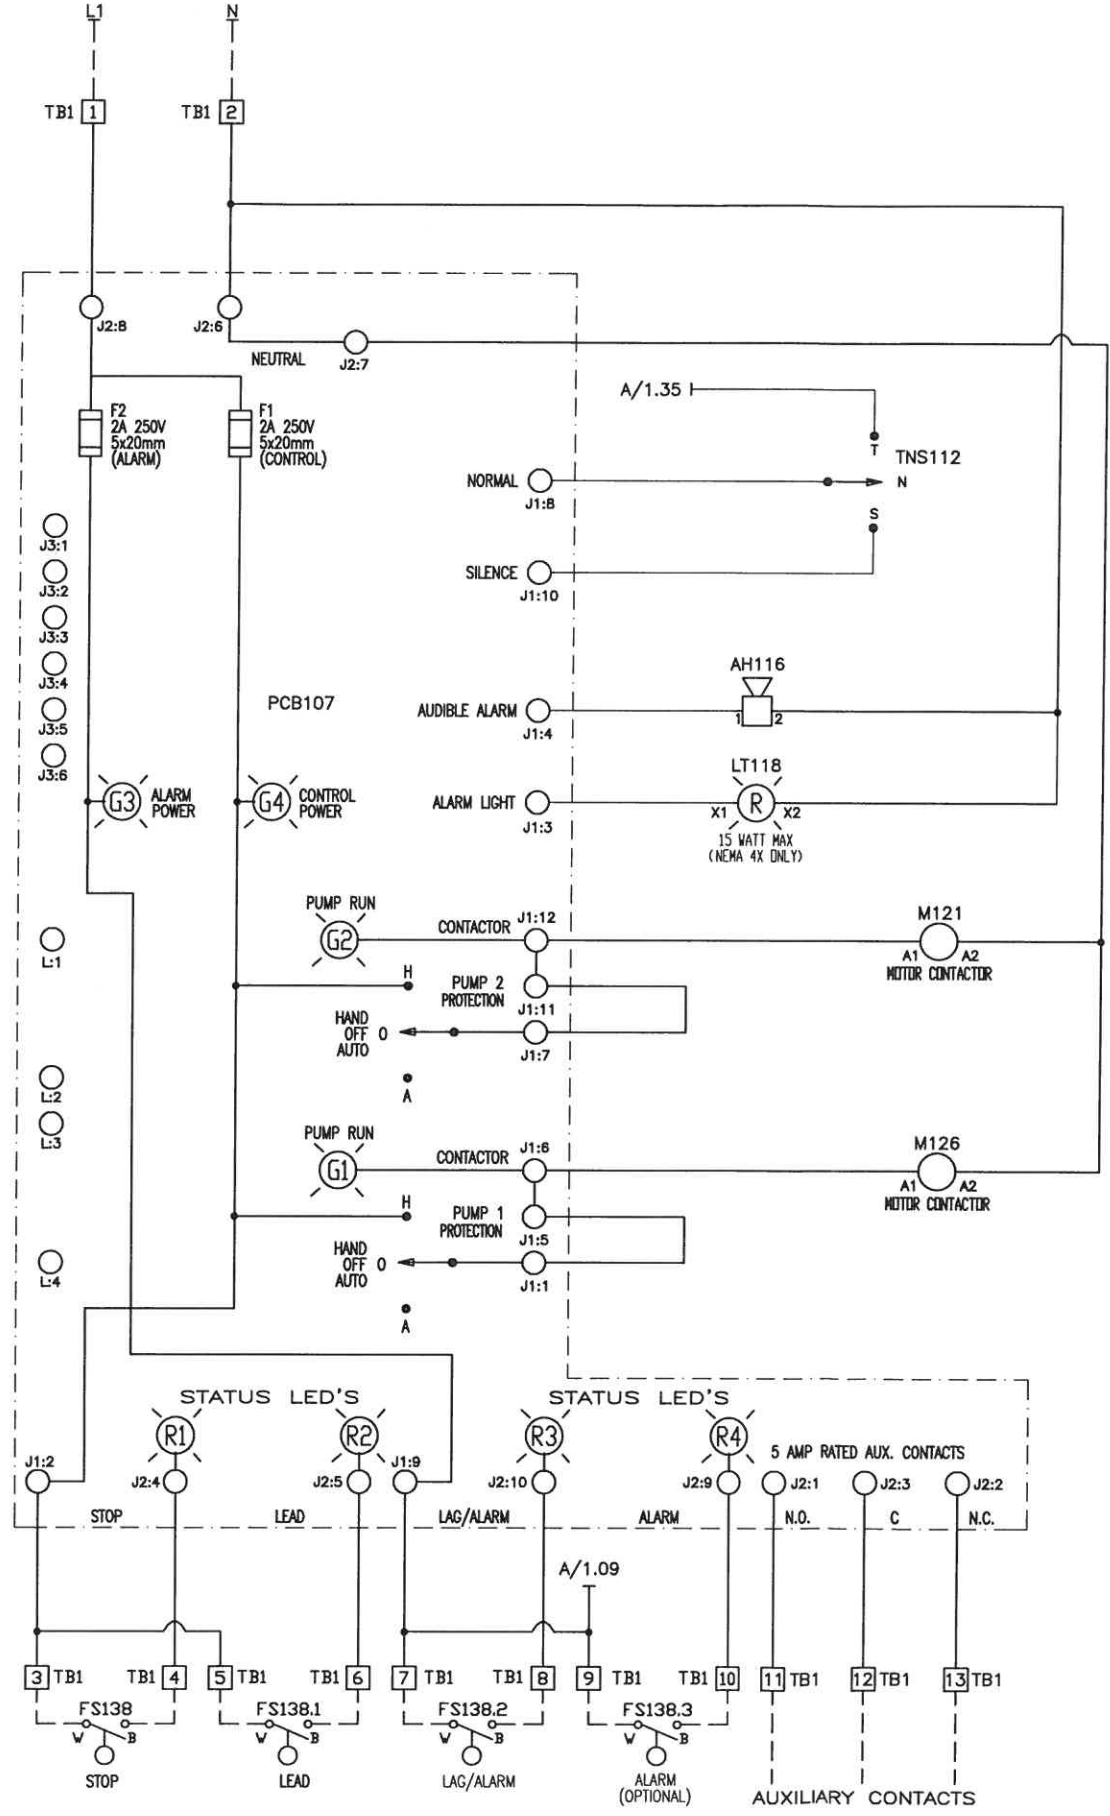 L1
N
TB1 1
TB1 2
J2:8
J2:6
NEUTRAL
J2:7
A/1.35
F2
2A 250V
5x20mm
(ALARM)
F1
2A 250V
5x20mm
(CONTROL)
T
TNS112
NORMAL
J1:8
N
S
SILENCE
J1:10
J3:1
J3:2
J3:3
J3:4
J3:5
J3:6
PCB107
AH116
AUDIBLE ALARM
J1:4
1
2
LT118
G3
ALARM
POWER
G4
CONTROL
POWER
ALARM LIGHT
J1:3
X1
R
X2
15 WATT MAX
(NEMA 4X ONLY)
PUMP RUN
G2
CONTACTOR
J1:12
M121
A1
A2
MOTOR CONTACTOR
L:1
H
PUMP 2
PROTECTION
J1:11
HAND
OFF
AUTO
O
J1:7
A
L:2
L:3
PUMP RUN
G1
CONTACTOR
J1:6
M126
A1
A2
MOTOR CONTACTOR
H
PUMP 1
PROTECTION
J1:5
HAND
OFF
AUTO
O
J1:1
A
L:4
STATUS LED'S
STATUS LED'S
R1
R2
R3
R4
5 AMP RATED AUX. CONTACTS
J1:2
J2:4
J2:5
J1:9
J2:10
J2:9
J2:1
J2:3
J2:2
STOP
LEAD
LAG/ALARM
ALARM
N.O.
C
N.C.
A/1.09
3 TB1
TB1 4
5 TB1
TB1 6
7 TB1
TB1 8
9 TB1
TB1 10
11 TB1
12 TB1
13 TB1
FS138
W
B
STOP
FS138.1
W
B
LEAD
FS138.2
W
B
LAG/ALARM
FS138.3
W
B
ALARM
(OPTIONAL)
AUXILIARY CONTACTS